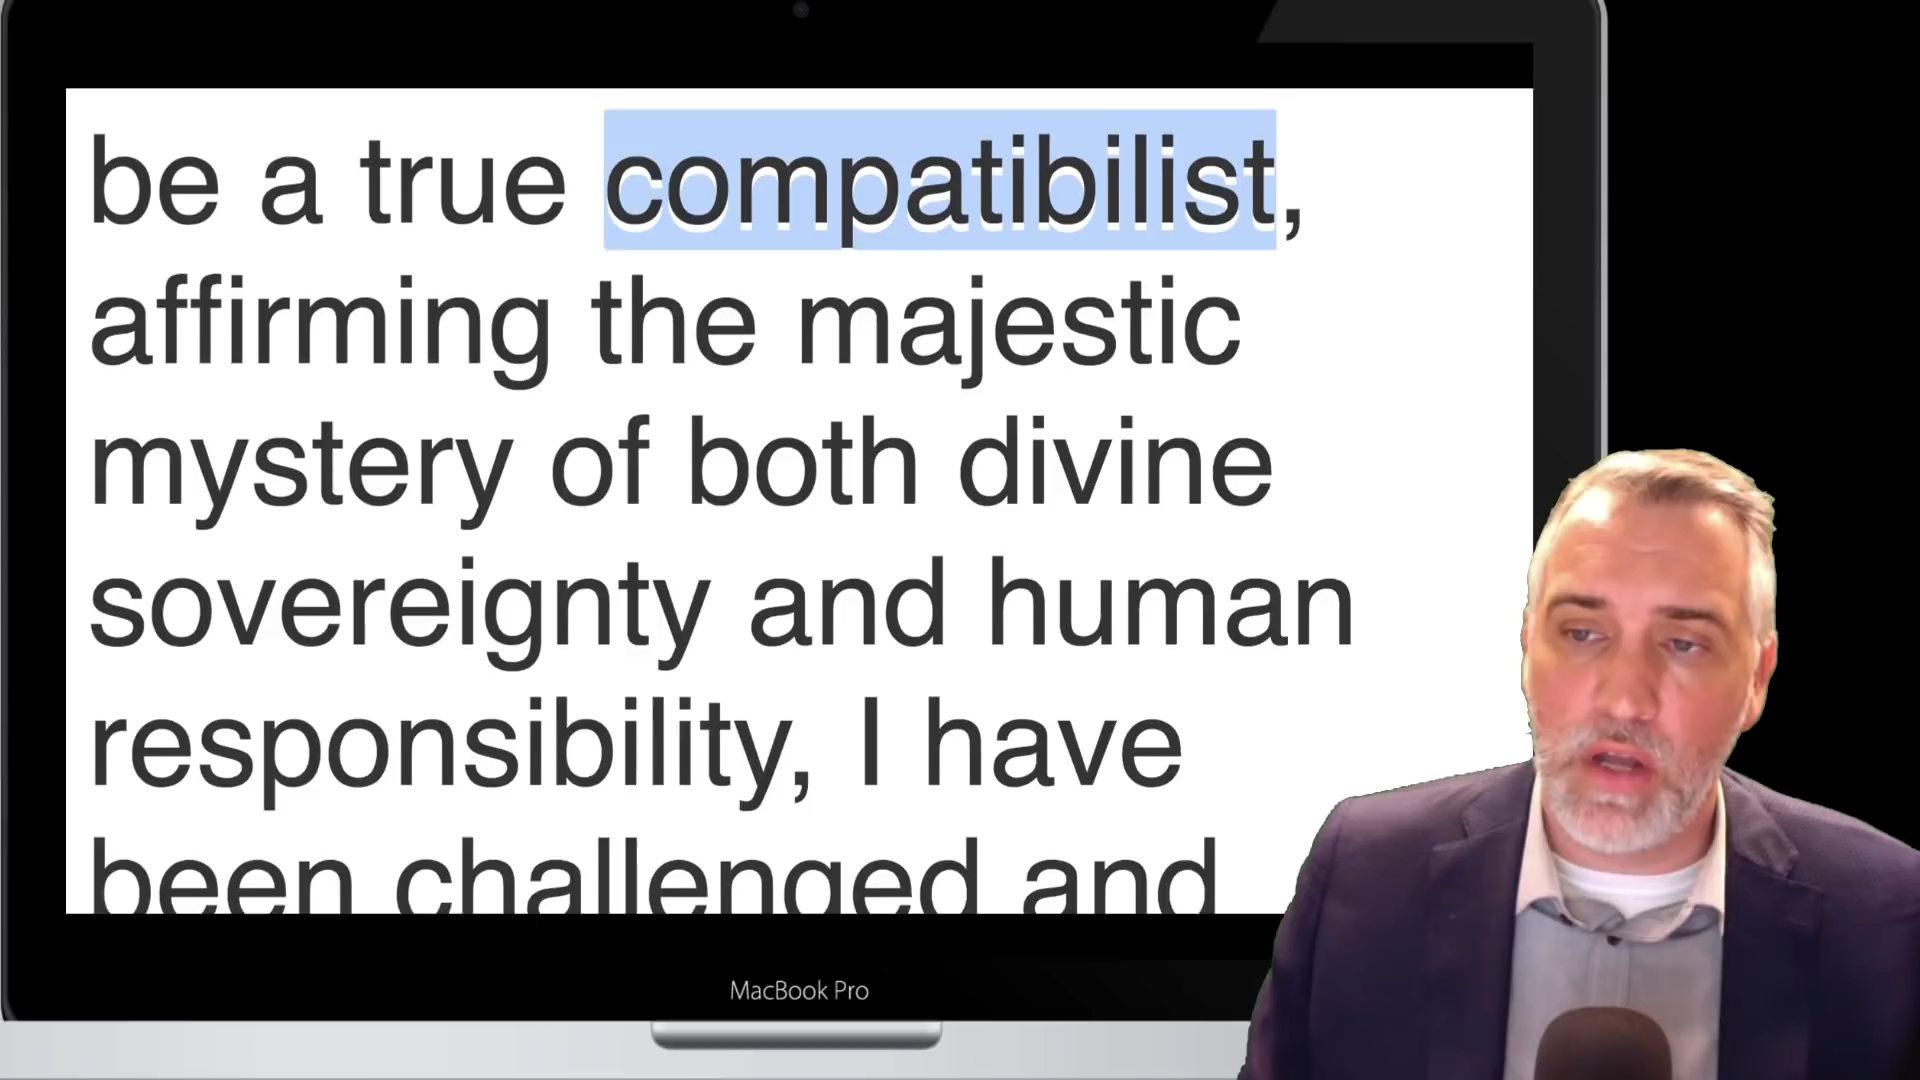 be a true compatibilist,
affirming the majestic
mystery of both divine
sovereignty and human
responsibility, I have
been challenged and
MacBook Pro